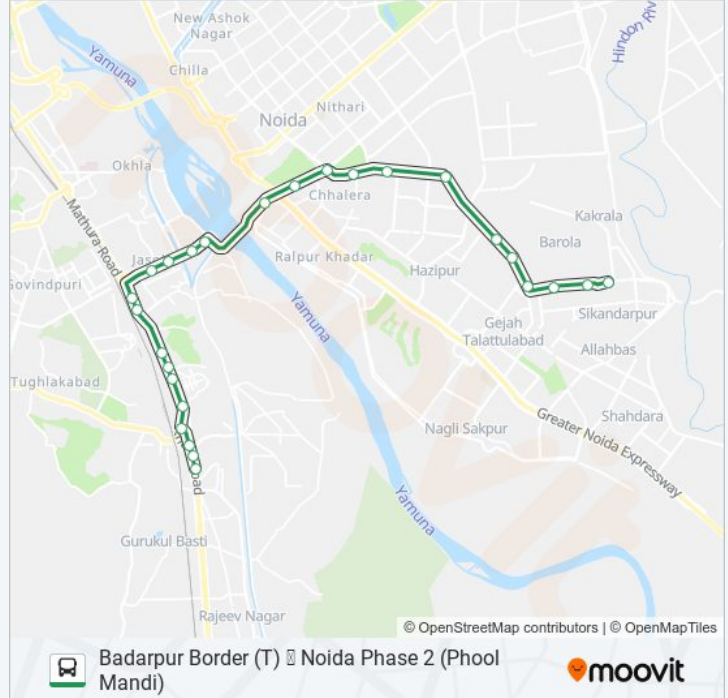 New Ashok
Nagar
Hindon Riv
Yamuna
Chilla
Nithari
Noida
Okhla
Chhalera
Mathura Road
Kakrala
Barola
Jaso
Ralpur Khadar
Hazipur
Govindpuri
Yamuna
Sikandarpur
Gejah
Talattulabad
Allahbas
Tughlakabad
Shahdara
Greater Noida Expressway
Nagli Sakpur
oad
Yamuna
Gurukul Basti
Rajeev Nagar
© OpenStreetMap contributors | © OpenMapTiles
Badarpur Border (T) Noida Phase 2 (Phool
Mandi)
moovit